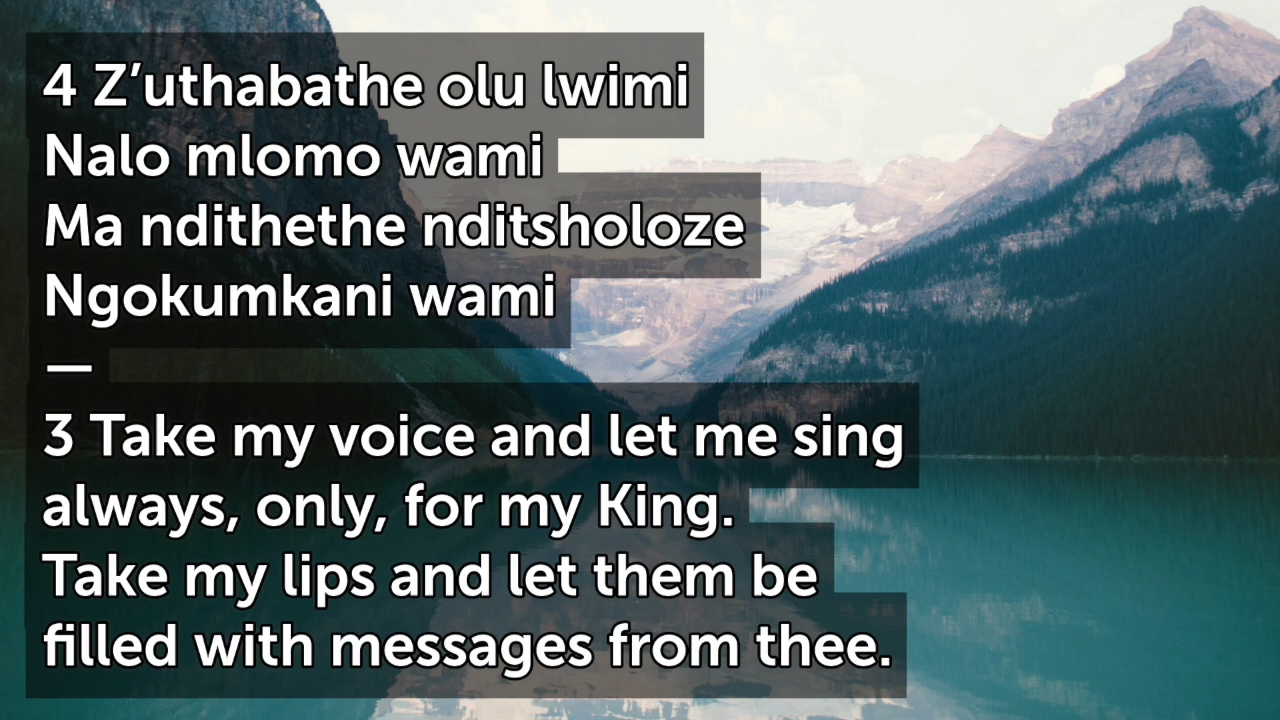 4 Z’uthabathe olu lwimi
Nalo mlomo wami
Ma ndithethe nditsholoze
Ngokumkani wami
—
3 Take my voice and let me sing
always, only, for my King.
Take my lips and let them be
filled with messages from thee.